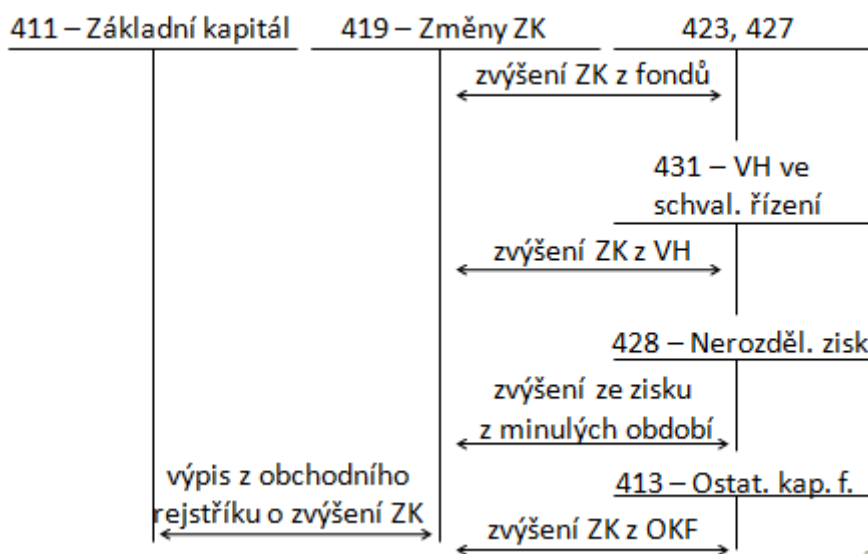 411 – Základní kapitál
419 – Změny ZK
423, 427
zvýšení ZK z fondů
431 – VH ve
schval. řízení
zvýšení ZK z VH
428 – Nerozděl. zisk
zvýšení ze zisku
z minulých období
výpis z obchodního
rejstříku o zvýšení ZK
413 – Ostat. kap. f.
zvýšení ZK z OKF